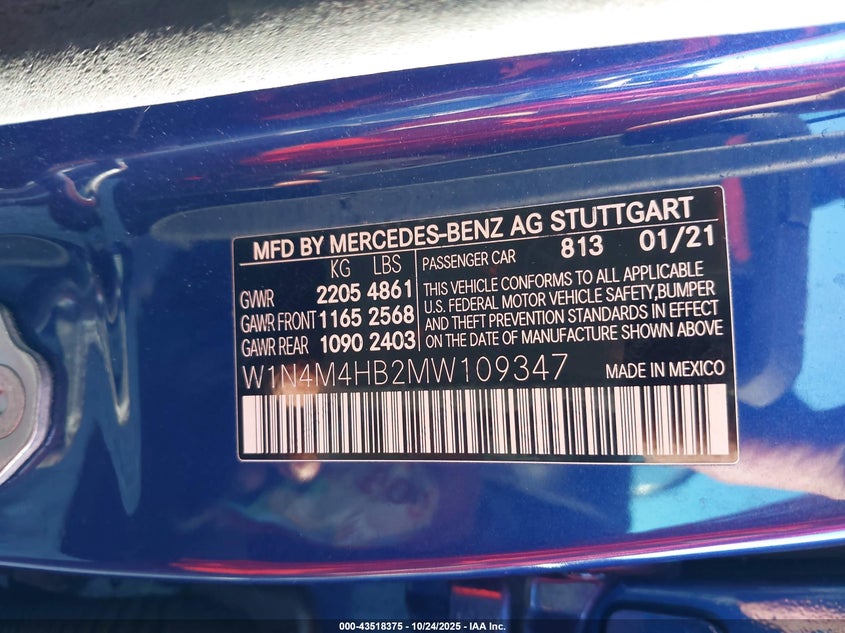 MFD BY MERCEDES-BENZ AG STUTTGART
KG LBS
GVWR 2205 4861
GAWR FRONT 1165 2568
GAWR REAR 1090 2403
PASSENGER CAR 813 01/21
THIS VEHICLE CONFORMS TO ALL APPLICABLE
U.S. FEDERAL MOTOR VEHICLE SAFETY,BUMPER
AND THEFT PREVENTION STANDARDS IN EFFECT
ON THE DATE OF MANUFACTURE SHOWN ABOVE
W1N4M4HB2MW109347 MADE IN MEXICO
000-43518375 - 10/24/2025 - IAA Inc.